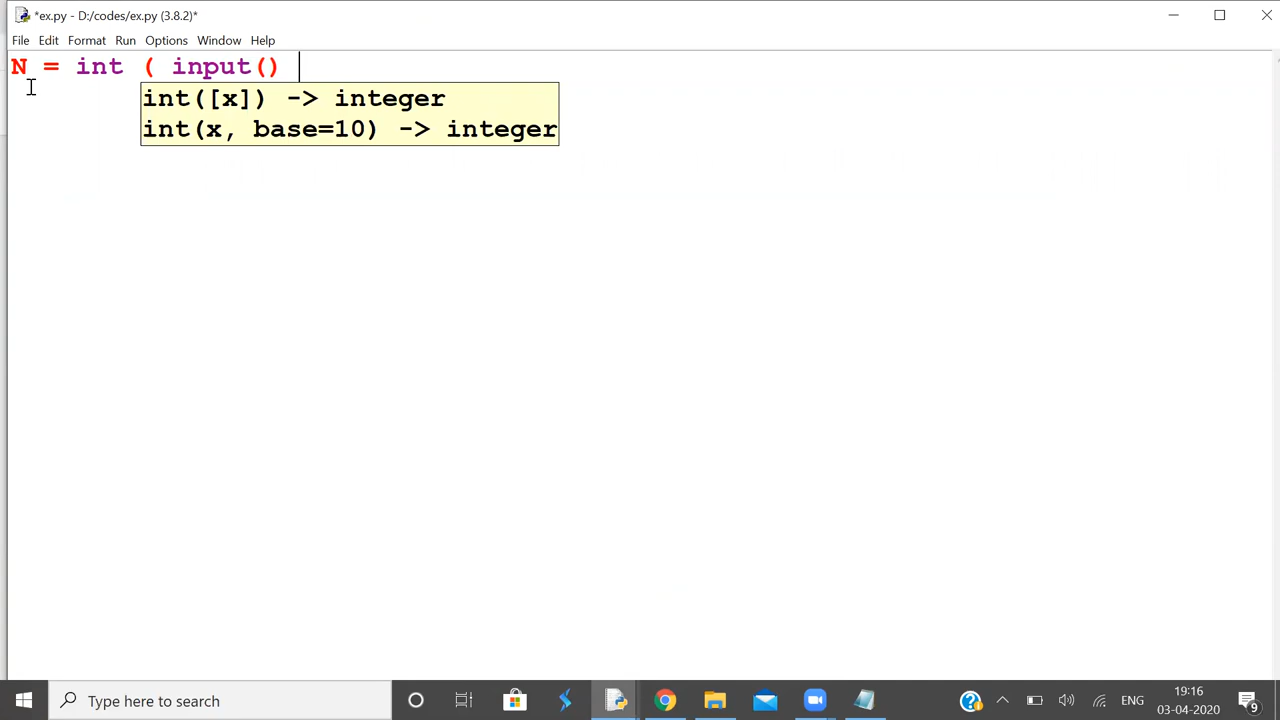 *ex.py - D:/codes/ex.py (3.8.2)*
File Edit Format Run Options Window Help
N = int ( input()
int([x]) -> integer
int(x, base=10) -> integer
Type here to search
ENG
19:16
03-04-2020
9